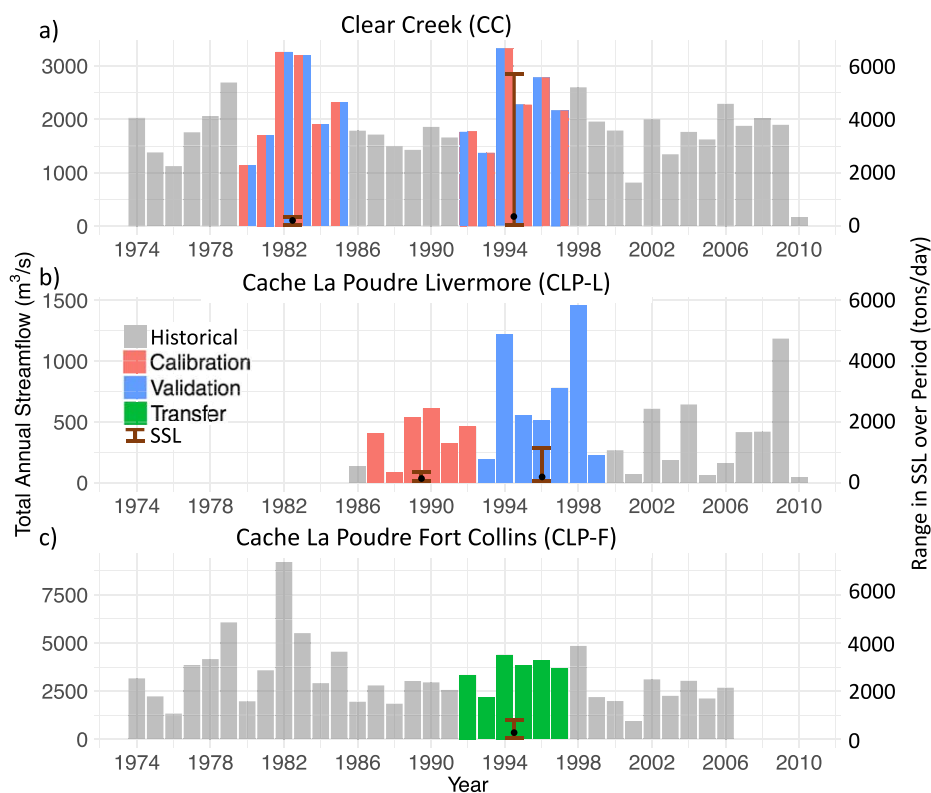 a)
Clear Creek (CC)
3000
2000
1000
0
6000
4000
2000
0
1974 1978 1982 1986 1990 1994 1998 2002 2006 2010
b)
Cache La Poudre Livermore (CLP-L)
1500
1000
500
0
6000
4000
2000
0
Historical
Calibration
Validation
Transfer
SSL
1974 1978 1982 1986 1990 1994 1998 2002 2006 2010
c)
Cache La Poudre Fort Collins (CLP-F)
7500
5000
2500
0
6000
4000
2000
0
1974 1978 1982 1986 1990 1994 1998 2002 2006 2010
Year
Total Annual Streamflow (m³/s)
Range in SSL over Period (tons/day)